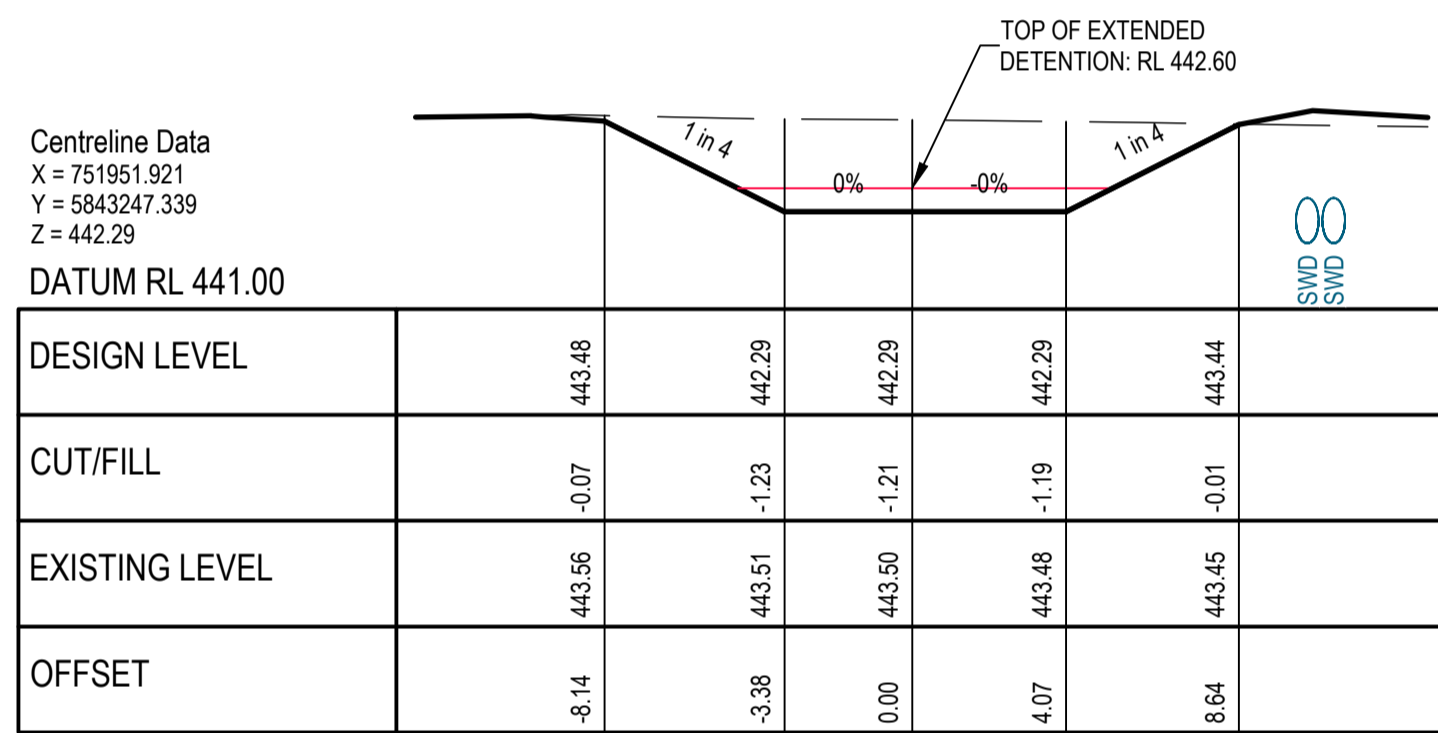 TOP OF EXTENDED
DETENTION: RL 442.60
Centreline Data
X = 751951.921
Y = 5843247.339
Z = 442.29
DATUM RL 441.00
1 in 4
0%
-0%
1 in 4
SWD
SWD
DESIGN LEVEL 443.48 442.29 442.29 442.29 443.44
CUT/FILL -0.07 -1.23 -1.21 -1.19 -0.01
EXISTING LEVEL 443.56 443.51 443.50 443.48 443.45
OFFSET -8.14 -3.38 0.00 4.07 8.64